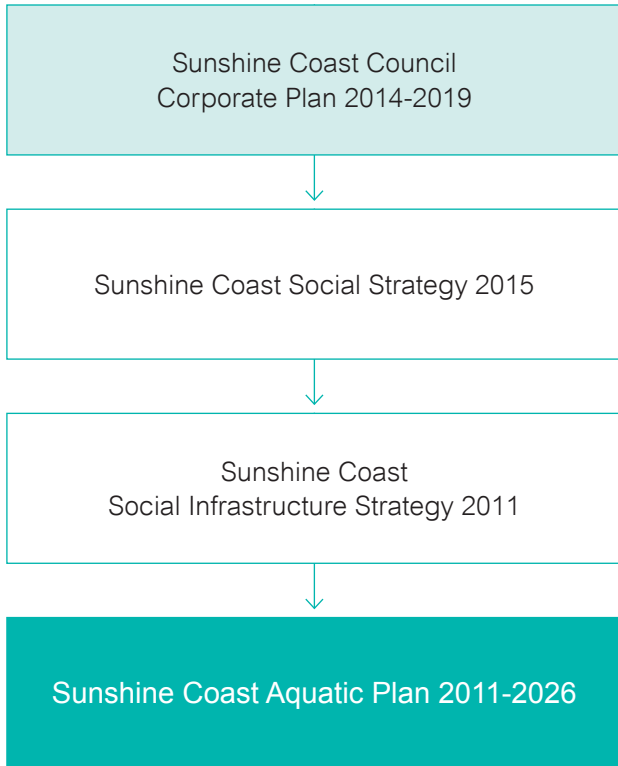 Sunshine Coast Council
Corporate Plan 2014-2019
Sunshine Coast Social Strategy 2015
Sunshine Coast
Social Infrastructure Strategy 2011
Sunshine Coast Aquatic Plan 2011-2026